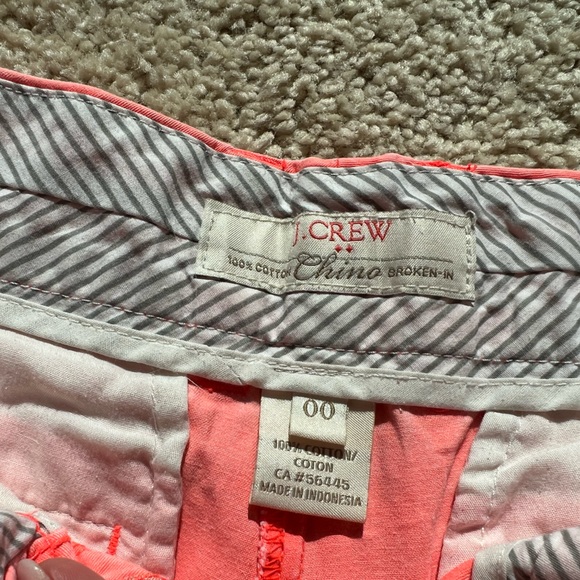 J.CREW
100% COTTON Chino BROKEN-IN
00
100% COTTON/
COTON
CA #56445
MADE IN INDONESIA